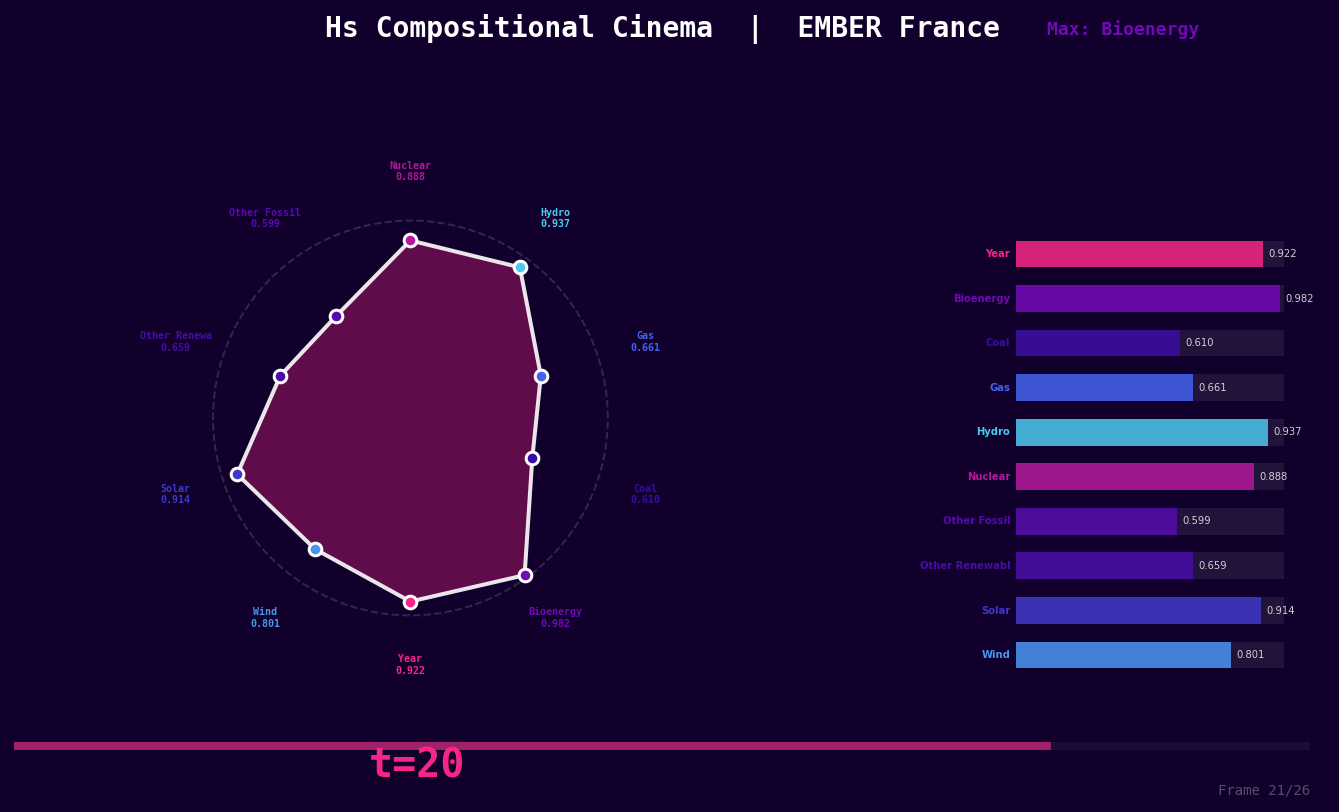 Hs Compositional Cinema | EMBER France
Max: Bioenergy
Nuclear
0.888
Other Fossil
0.599
Hydro
0.937
Other Renewa
0.659
Gas
0.661
Solar
0.914
Coal
0.610
Wind
0.801
Bioenergy
0.982
Year
0.922
Year 0.922
Bioenergy 0.982
Coal 0.610
Gas 0.661
Hydro 0.937
Nuclear 0.888
Other Fossil 0.599
Other Renewabl 0.659
Solar 0.914
Wind 0.801
t=20
Frame 21/26